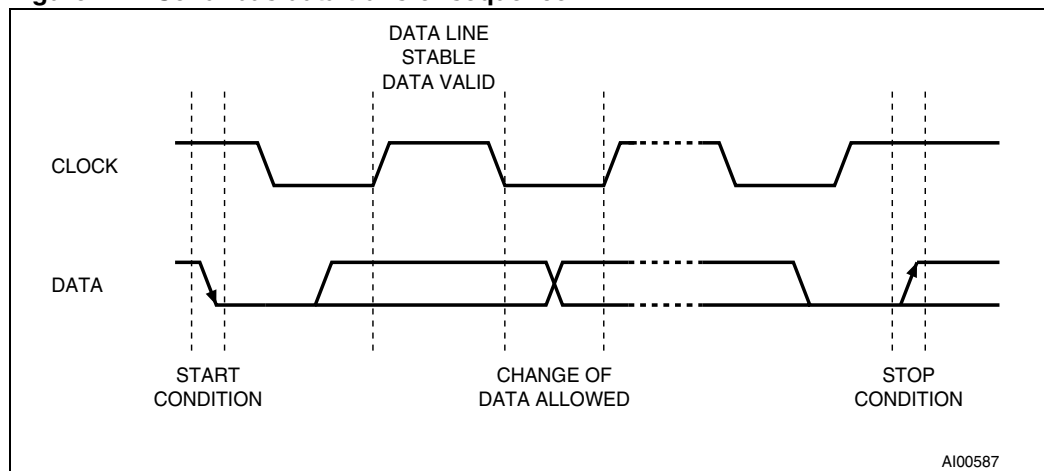 DATA LINE
STABLE
DATA VALID
CLOCK
DATA
START
CONDITION
CHANGE OF
DATA ALLOWED
STOP
CONDITION
AI00587